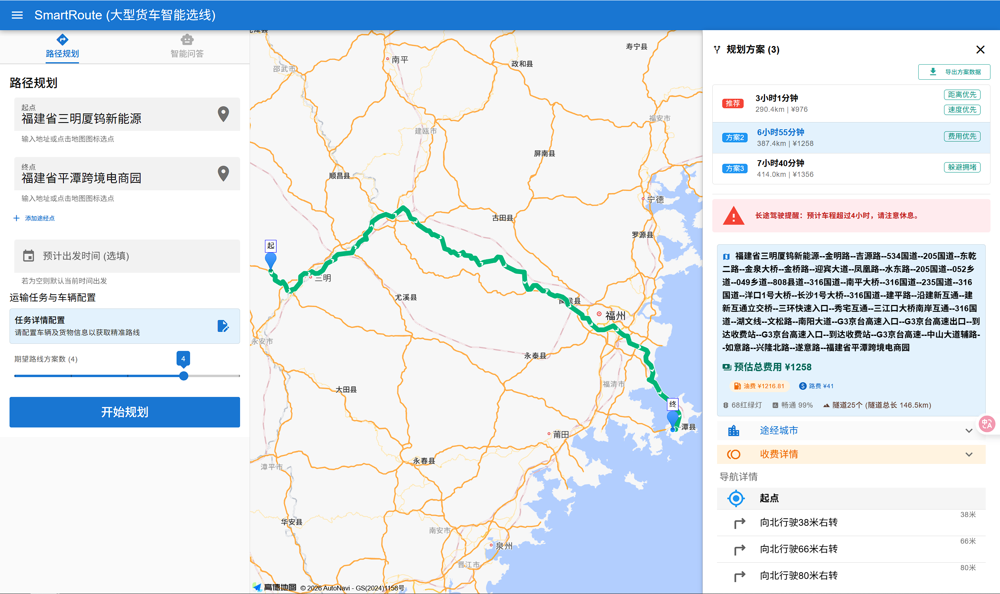 SmartRoute (大型货车智能选线)
路径规划
智能问答
路径规划
起点
福建省三明厦钨新能源
输入地址或点击地图图标选点
终点
福建省平潭跨境电商园
输入地址或点击地图图标选点
添加途经点
预计出发时间 (选填)
若为空则默认当前时间出发
运输任务与车辆配置
任务详情配置
请配置车辆及货物信息以获取精准路线
期望路线方案数 (4)
4
开始规划
寿宁县
南平
政和县
邵武市
福安市
建瓯市
屏南县
顺昌县
宁德
古田县
罗源县
起
三明
尤溪县
福州
永安市
永泰县
福清市
大田县
终
潭县
莆田
永春县
漳平市
华安县
南安市
泉州
晋江市
高德地图 © 2026 AutoNavi - GS(2024)1158号
规划方案 (3)
导出方案数据
推荐
3小时1分钟
290.4km | ¥976
距离优先
速度优先
方案2
6小时55分钟
387.4km | ¥1258
费用优先
方案3
7小时40分钟
414.0km | ¥1356
躲避拥堵
长途驾驶提醒：预计车程超过4小时，请注意休息。
福建省三明厦钨新能源--金明路--吉源路--534国道--205国道--东乾
二路--金泉大桥--金桥路--迎宾大道--凤凰路--水东路--205国道--052乡
道--049乡道--808县道--316国道--南平大桥--316国道--235国道--316
国道--洋口1号大桥--长沙1号大桥--316国道--建平路--沿建新互通--建
新互通立交桥--三环快速入口--秀宅互通--三江口大桥南岸互通--316国
道--湖文线--文松路--南阳大道--G3京台高速入口--G3京台高速出口--到
达收费站--G3京台高速入口--到达收费站--G3京台高速--中山大道辅路-
-如意路--兴隆北路--遂意路--福建省平潭跨境电商园
预估总费用 ¥1258
油费 ¥1216.81
路费 ¥41
68红绿灯
畅通 99%
隧道25个 (隧道总长 146.5km)
途经城市
收费详情
导航详情
起点
38米
向北行驶38米右转
66米
向北行驶66米右转
80米
向北行驶80米右转